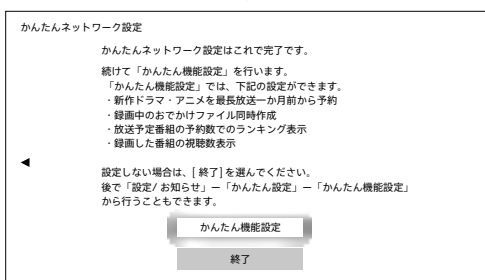 かんたんネットワーク設定
かんたんネットワーク設定はこれで完了です。
続けて「かんたん機能設定」を行います。
「かんたん機能設定」では、下記の設定ができます。
・新作ドラマ・アニメを最長放送一か月前から予約
・録画中のおでかけファイル同時作成
・放送予定番組の予約数でのランキング表示
・録画した番組の視聴数表示
設定しない場合は、[ 終了] を選んでください。
後で「設定/ お知らせ」ー「かんたん設定」ー「かんたん機能設定」
から行うこともできます。
かんたん機能設定
終了